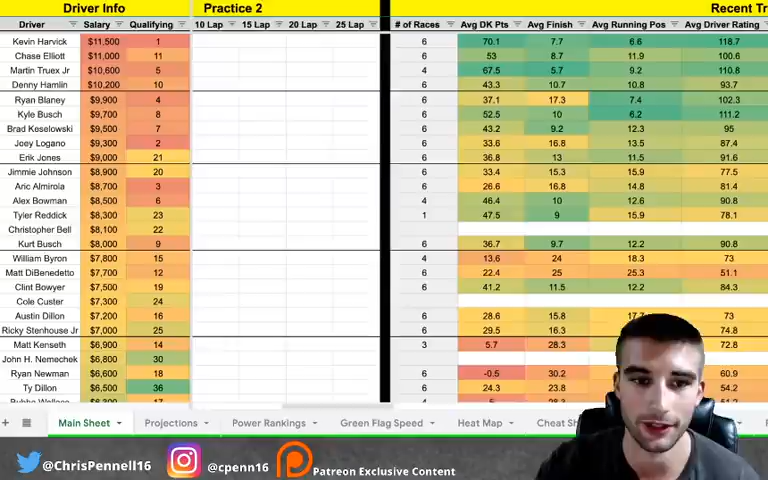 Driver Info Practice 2 Recent Tr
Driver Salary Qualifying 10 Lap 15 Lap 20 Lap 25 Lap # of Races Avg DK Pts Avg Finish Avg Running Pos Avg Driver Rating
Kevin Harvick $11,500 1 6 70.1 7.7 6.6 118.7
Chase Elliott $11,000 11 6 53 8.7 11.9 100.6
Martin Truex Jr $10,600 5 4 67.5 5.7 9.2 110.8
Denny Hamlin $10,200 10 6 43.3 10.7 10.8 93.7
Ryan Blaney $9,900 4 6 37.1 17.3 7.4 102.3
Kyle Busch $9,700 8 6 52.5 10 6.2 111.2
Brad Keselowski $9,500 7 6 43.2 9.2 12.3 95
Joey Logano $9,300 2 6 33.6 16.8 13.5 87.4
Erik Jones $9,000 21 6 36.8 13 11.5 91.6
Jimmie Johnson $8,900 20 6 33.4 15.3 15.9 77.5
Aric Almirola $8,700 3 6 26.6 16.8 14.8 81.4
Alex Bowman $8,500 6 4 46.4 10 12.6 90.8
Tyler Reddick $8,300 23 1 47.5 9 15.9 78.1
Christopher Bell $8,100 22
Kurt Busch $8,000 9 6 36.7 9.7 12.2 90.8
William Byron $7,800 15 4 13.6 24 18.3 73
Matt DiBenedetto $7,700 12 6 22.4 25 25.3 51.1
Clint Bowyer $7,500 19 6 41.2 11.5 12.2 84.3
Cole Custer $7,300 24
Austin Dillon $7,200 16 6 28.6 15.8 73
Ricky Stenhouse Jr $7,000 25 6 29.5 16.3 74.8
Matt Kenseth $6,900 14 3 5.7 28.3 72.8
John H. Nemechek $6,800 30
Ryan Newman $6,600 18 6 -0.5 30.2 60.9
Ty Dillon $6,500 36 6 24.3 23.8 54.2
Main Sheet Projections Power Rankings Green Flag Speed Heat Map Cheat Sh
@ChrisPennell16 @cpenn16 Patreon Exclusive Content